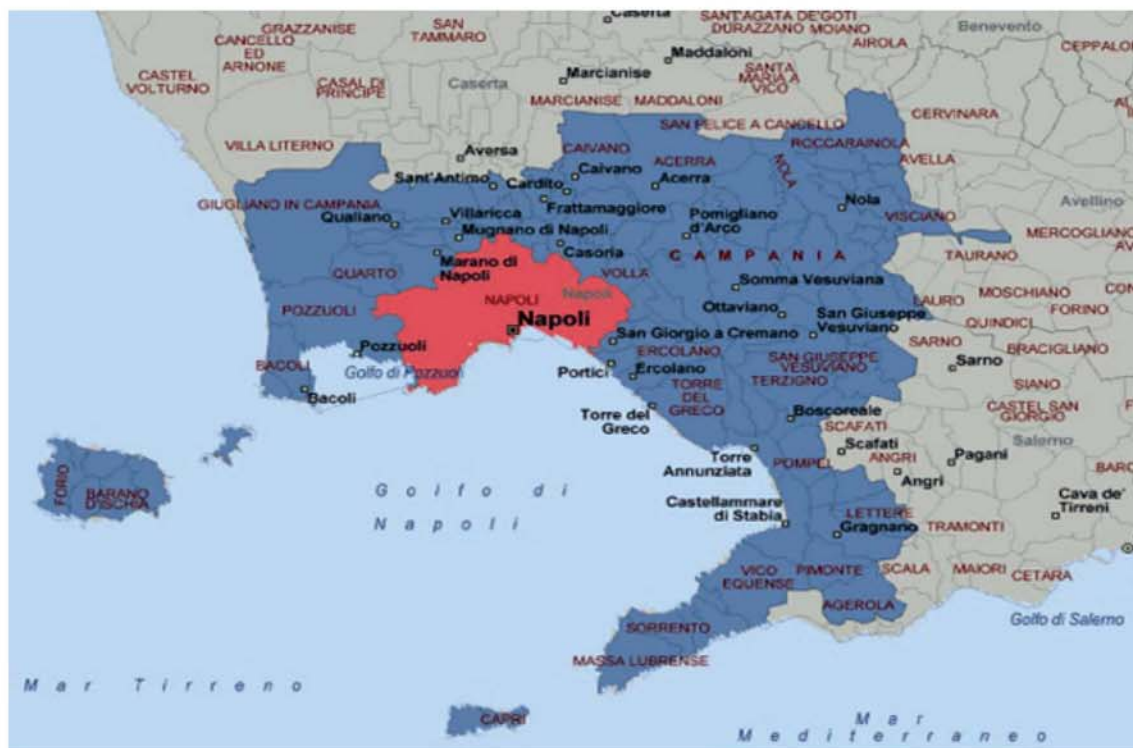 Caserta
GRAZZANISE
SAN
TAMMARO
SANT'AGATA DE'GOTI
DURAZZANO MOIANO
Benevento
CANCELLO
ED
ARNONE
AIROLA
CEPPALON
Maddaloni
CASTEL
VOLTURNO
CASAL DI
PRINCIPE
Caserta
Marcianise
SANTA
MARIA A
VICO
MARCIANISE
MADDALONI
CERVINARA
SAN FELICE A CANCELLO
VILLA LITERNO
Aversa
CAIVANO
ROCCARAINOLA
AVELLA
ACERRA
NOLA
Sant'Antimo
Cardito
Caivano
Acerra
Avellino
GIUGLIANO IN CAMPANIA
Frattamaggiore
Nola
VISCIANO
Qualiano
Villaricca
Pomigliano
d'Arco
MERCOGLIANO
Mugnano di Napoli
Casoria
CAMPANIA
TAURANO
Marano di
Napoli
QUARTO
VOLLA
Somma Vesuviana
MOSCHIANO
NAPOLI
Napoli
LAURO
FORINO
POZZUOLI
Ottaviano
San Giuseppe
Vesuviano
QUINDICI
Napoli
San Giorgio a Cremano
SARNO
BRACIGLIANO
Pozzuoli
ERCOLANO
SAN GIUSEPPE
VESUVIANO
Sarno
BACOLI
Golfo di Pozzuol
Portici
Ercolano
TERZIGNO
SIANO
Bacoli
TORRE
DEL
GRECO
CASTEL SAN
GIORGIO
Torre del
Greco
Boscoreale
SCAFATI
Salerno
Scafati
Torre
Annunziata
POMPEI
ANGRI
Pagani
Angri
FORIO
BARANO
D'ISCHIA
Golfo di
Napoli
Castellammare
di Stabia
LETTERE
Gragnano
TRAMONTI
Cava de'
Tirreni
VICO
EQUENSE
PIMONTE
SCALA
MAIORI
CETARA
AGEROLA
Golfo di Salerno
SORRENTO
MASSA LUBRENSE
Mar Tirreno
CAPRI
Mar
Mediterraneo